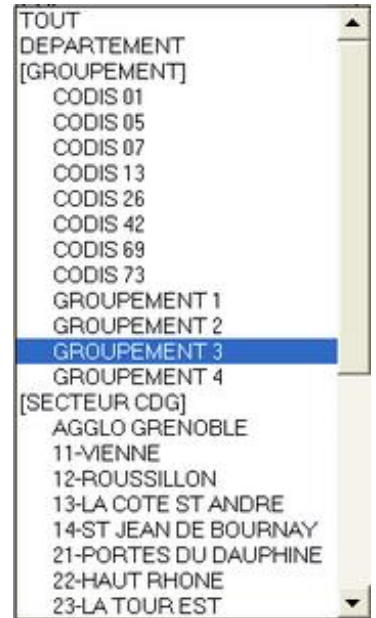 TOUT
DEPARTEMENT
[GROUPEMENT]
CODIS 01
CODIS 05
CODIS 07
CODIS 13
CODIS 26
CODIS 42
CODIS 69
CODIS 73
GROUPEMENT 1
GROUPEMENT 2
GROUPEMENT 3
GROUPEMENT 4
[SECTEUR CDG]
AGGLO GRENOBLE
11-VIENNE
12-ROUSSILLON
13-LA COTE ST ANDRE
14-ST JEAN DE BOURNAY
21-PORTES DU DAUPHINE
22-HAUT RHONE
23-LA TOUR EST